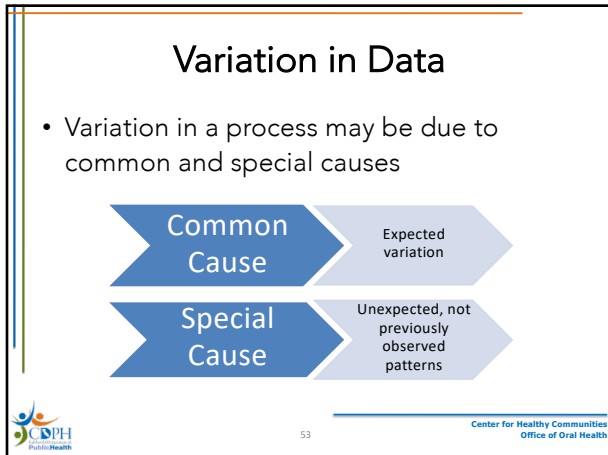 Variation in Data
• Variation in a process may be due to
common and special causes
Common
Cause
Expected
variation
Special
Cause
Unexpected, not
previously
observed
patterns
CDPH
PublicHealth
53
Center for Healthy Communities
Office of Oral Health